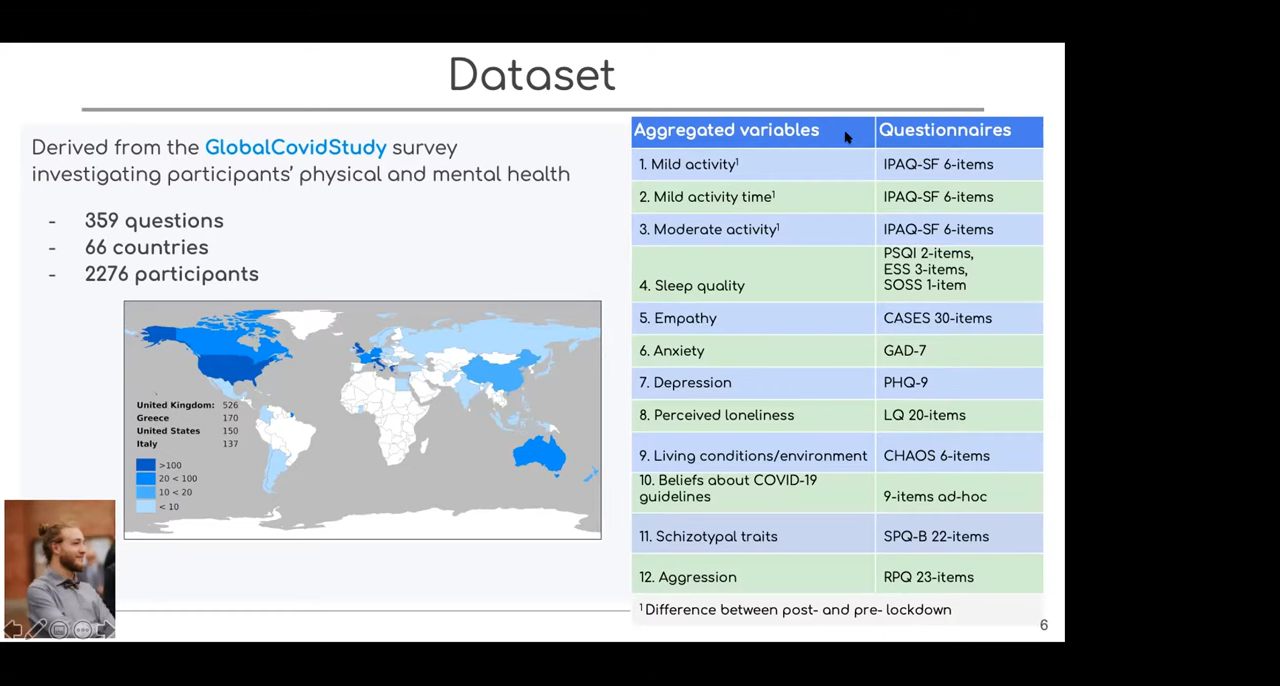 Dataset
Derived from the GlobalCovidStudy survey
investigating participants' physical and mental health
- 359 questions
- 66 countries
- 2276 participants
United Kingdom: 526
Greece 170
United States 150
Italy 137
>100
20 < 100
10 < 20
< 10
Aggregated variables Questionnaires
1. Mild activity¹ IPAQ-SF 6-items
2. Mild activity time¹ IPAQ-SF 6-items
3. Moderate activity¹ IPAQ-SF 6-items
4. Sleep quality PSQI 2-items,
ESS 3-items,
SOSS 1-item
5. Empathy CASES 30-items
6. Anxiety GAD-7
7. Depression PHQ-9
8. Perceived loneliness LQ 20-items
9. Living conditions/environment CHAOS 6-items
10. Beliefs about COVID-19
guidelines 9-items ad-hoc
11. Schizotypal traits SPQ-B 22-items
12. Aggression RPQ 23-items
¹ Difference between post- and pre- lockdown
6